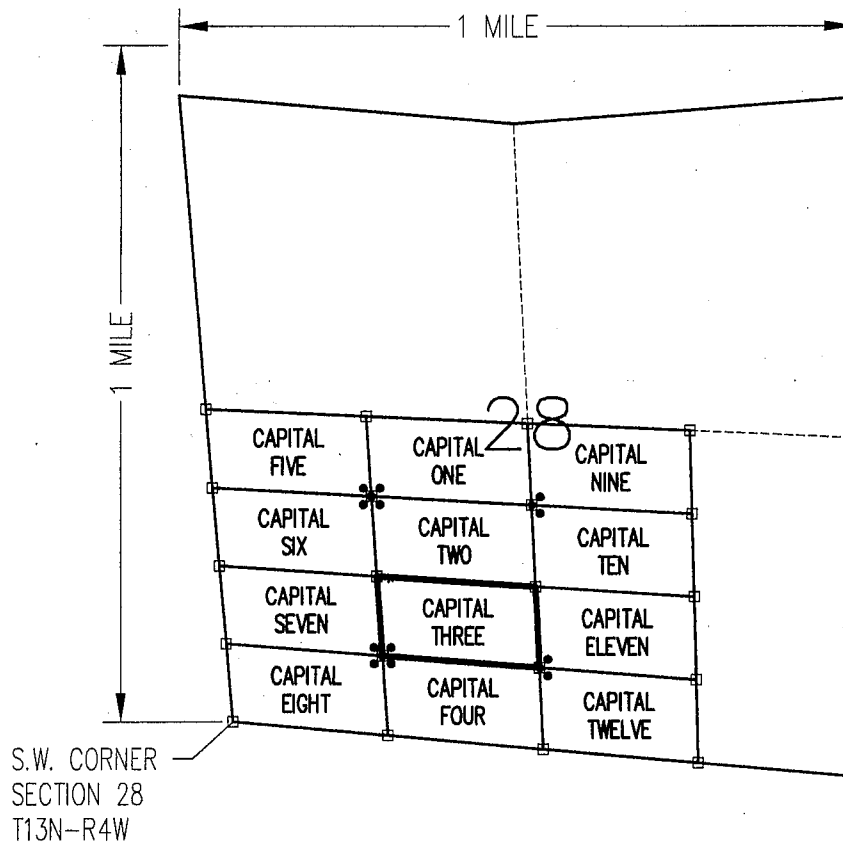 1 MILE
1 MILE
28
CAPITAL
FIVE
CAPITAL
ONE
CAPITAL
NINE
CAPITAL
SIX
CAPITAL
TWO
CAPITAL
TEN
CAPITAL
SEVEN
CAPITAL
THREE
CAPITAL
ELEVEN
CAPITAL
EIGHT
CAPITAL
FOUR
CAPITAL
TWELVE
S.W. CORNER
SECTION 28
T13N-R4W